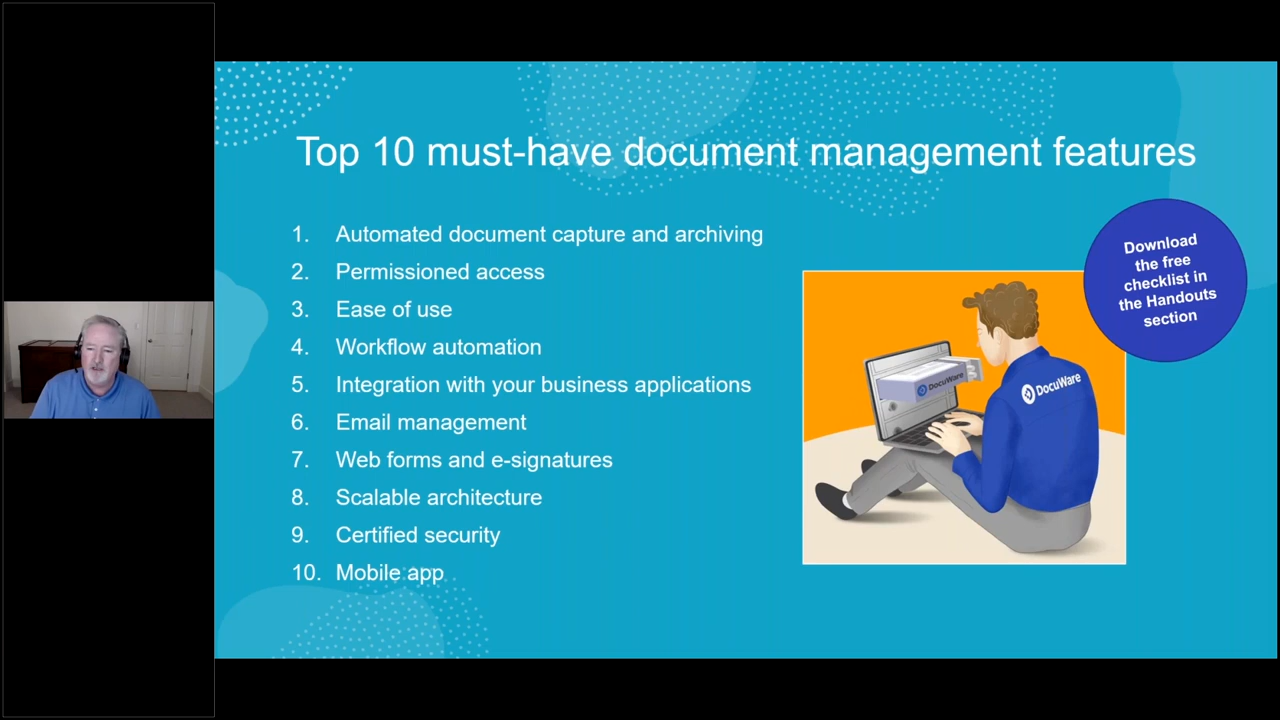 Top 10 must-have document management features
1. Automated document capture and archiving
2. Permissioned access
3. Ease of use
4. Workflow automation
5. Integration with your business applications
6. Email management
7. Web forms and e-signatures
8. Scalable architecture
9. Certified security
10. Mobile app
Download
the free
checklist in
the Handouts
section
DocuWare
DocuWare